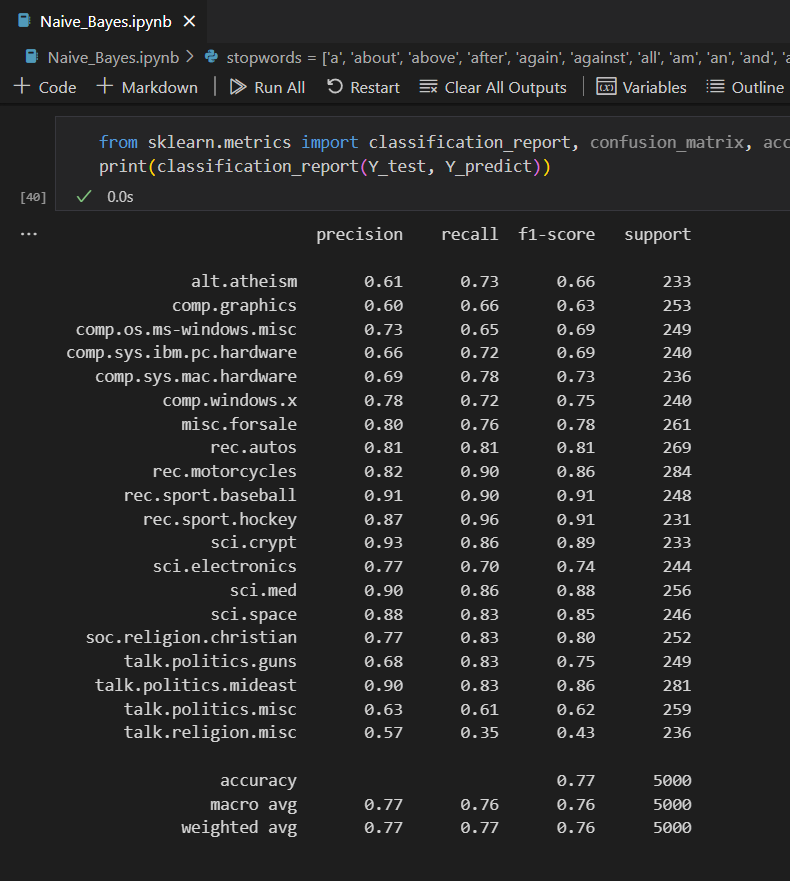 Naive_Bayes.ipynb
Naive_Bayes.ipynb > stopwords = ['a', 'about', 'above', 'after', 'again', 'against', 'all', 'am', 'an', 'and',
+ Code + Markdown | Run All Restart Clear All Outputs | Variables Outline
from sklearn.metrics import classification_report, confusion_matrix,
print(classification_report(Y_test, Y_predict))
[40] ✓ 0.0s
...
precision recall f1-score support
alt.atheism 0.61 0.73 0.66 233
comp.graphics 0.60 0.66 0.63 253
comp.os.ms-windows.misc 0.73 0.65 0.69 249
comp.sys.ibm.pc.hardware 0.66 0.72 0.69 240
comp.sys.mac.hardware 0.69 0.78 0.73 236
comp.windows.x 0.78 0.72 0.75 240
misc.forsale 0.80 0.76 0.78 261
rec.autos 0.81 0.81 0.81 269
rec.motorcycles 0.82 0.90 0.86 284
rec.sport.baseball 0.91 0.90 0.91 248
rec.sport.hockey 0.87 0.96 0.91 231
sci.crypt 0.93 0.86 0.89 233
sci.electronics 0.77 0.70 0.74 244
sci.med 0.90 0.86 0.88 256
sci.space 0.88 0.83 0.85 246
soc.religion.christian 0.77 0.83 0.80 252
talk.politics.guns 0.68 0.83 0.75 249
talk.politics.mideast 0.90 0.83 0.86 281
talk.politics.misc 0.63 0.61 0.62 259
talk.religion.misc 0.57 0.35 0.43 236
accuracy 0.77 5000
macro avg 0.77 0.76 0.76 5000
weighted avg 0.77 0.77 0.76 5000